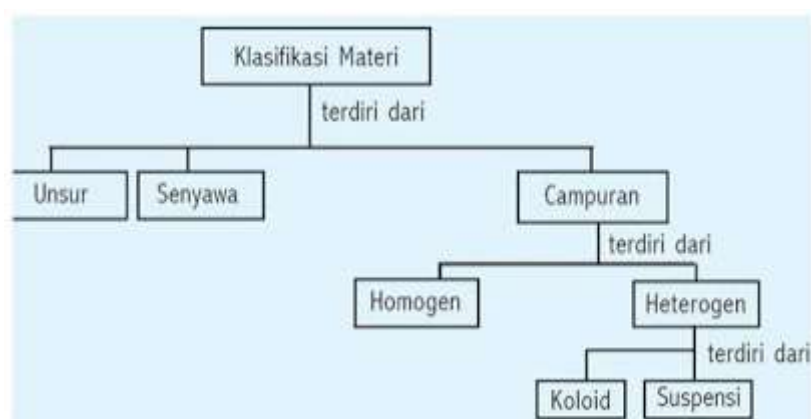 Klasifikasi Materi
terdiri dari
Unsur
Senyawa
Campuran
terdiri dari
Homogen
Heterogen
terdiri dari
Koloid
Suspensi